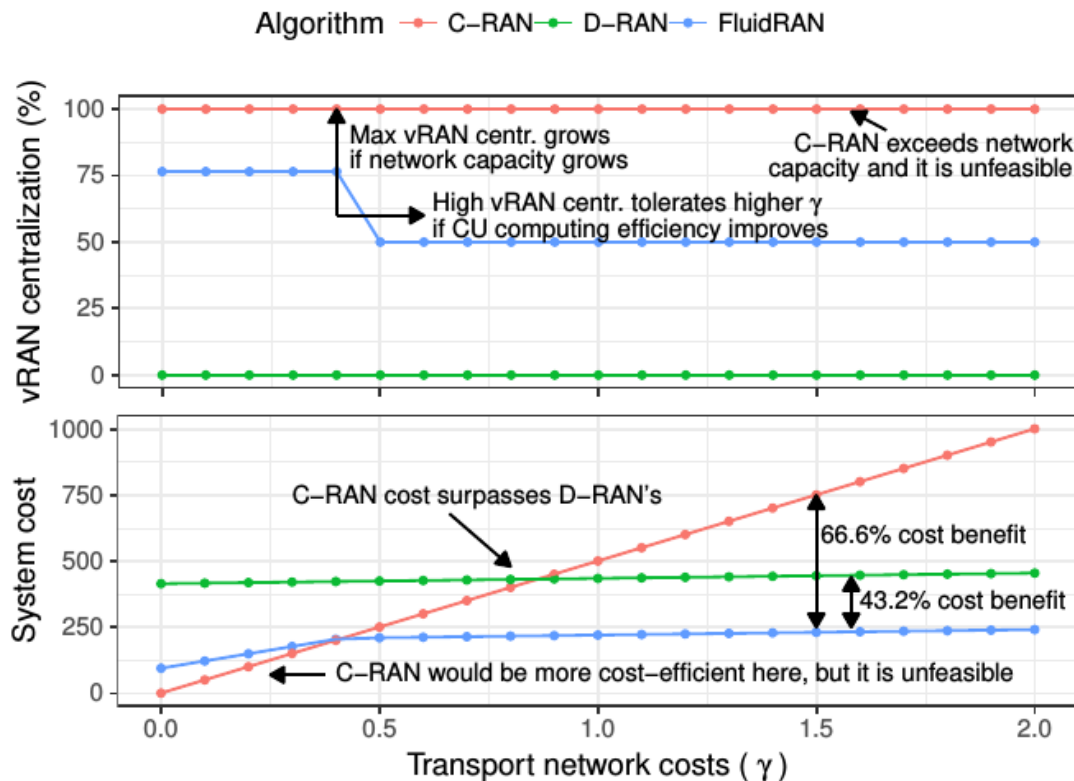 Algorithm C−RAN D−RAN FluidRAN
vRAN centralization (%)
100
75
50
25
0
Max vRAN centr. grows
if network capacity grows
C−RAN exceeds network
capacity and it is unfeasible
High vRAN centr. tolerates higher γ
if CU computing efficiency improves
System cost
1000
750
500
250
0
C−RAN cost surpasses D−RAN's
66.6% cost benefit
43.2% cost benefit
C−RAN would be more cost−efficient here, but it is unfeasible
0.0 0.5 1.0 1.5 2.0
Transport network costs ( γ )